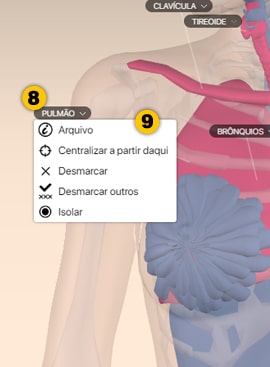 CLAVÍCULA
TIREOIDE
8
PULMÃO
9
BRÔNQUIOS
Arquivo
Centralizar a partir daqui
Desmarcar
Desmarcar outros
Isolar